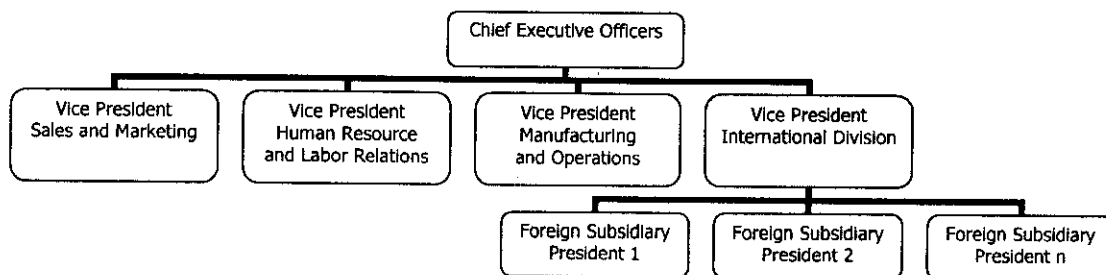 Chief Executive Officers
Vice President
Sales and Marketing
Vice President
Human Resource
and Labor Relations
Vice President
Manufacturing
and Operations
Vice President
International Division
Foreign Subsidiary
President 1
Foreign Subsidiary
President 2
Foreign Subsidiary
President n